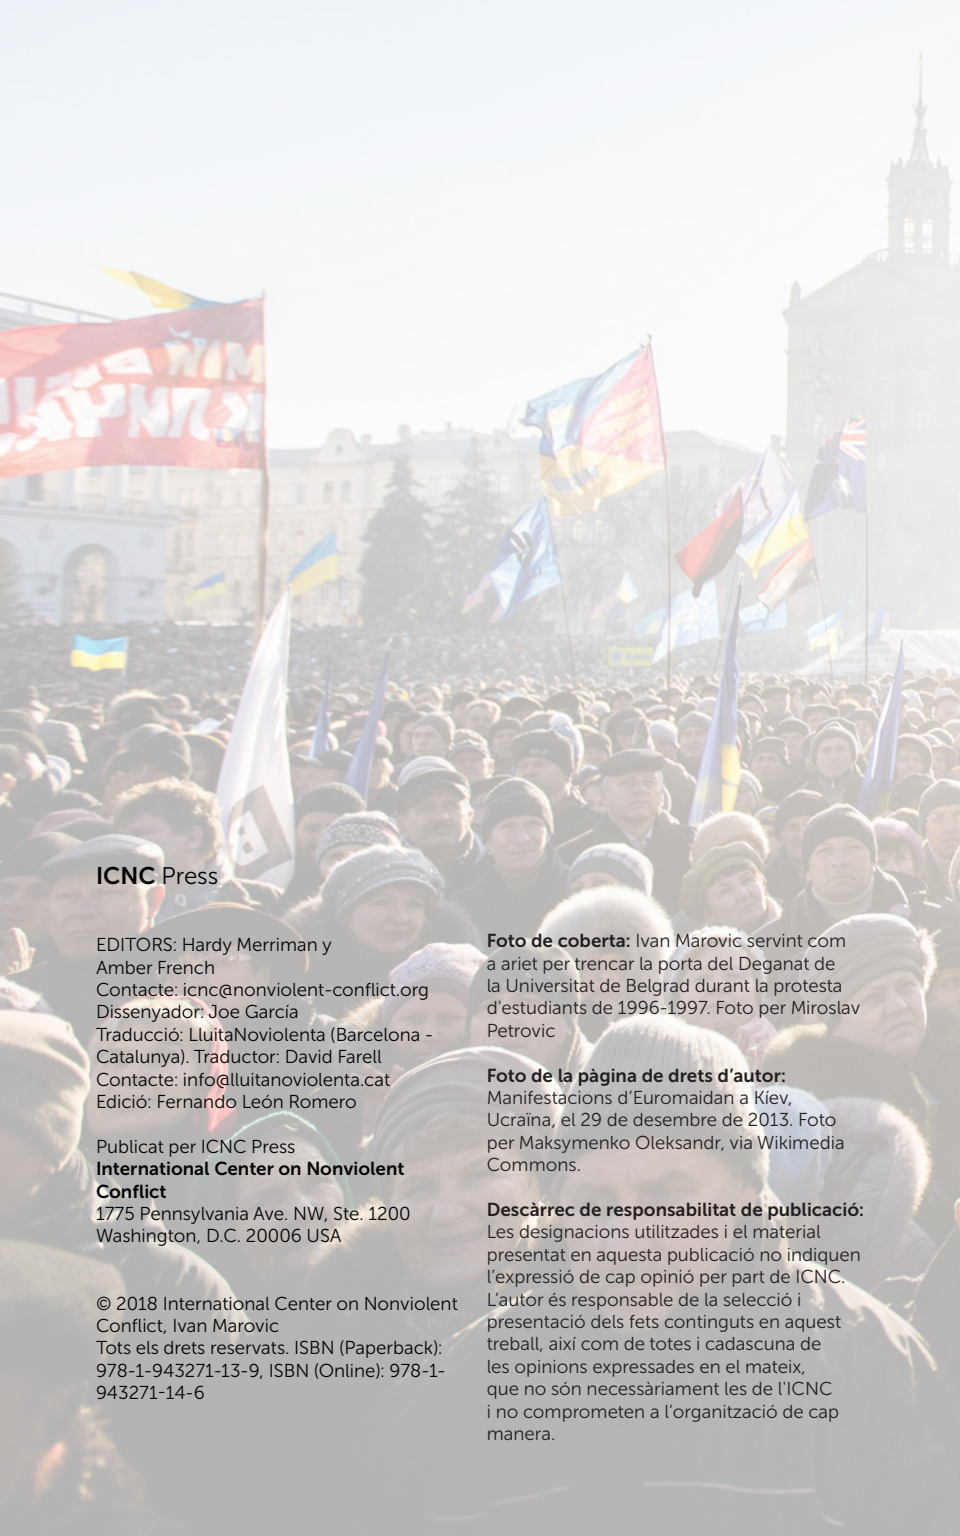 ICNC Press
EDITORS: Hardy Merriman y
Amber French
Contacte: icnc@nonviolent-conflict.org
Dissenyador: Joe García
Traducció: LluitaNoviolenta (Barcelona -
Catalunya). Traductor: David Farell
Contacte: info@lluitanoviolenta.cat
Edició: Fernando León Romero
Publicat per ICNC Press
International Center on Nonviolent
Conflict
1775 Pennsylvania Ave. NW, Ste. 1200
Washington, D.C. 20006 USA
© 2018 International Center on Nonviolent
Conflict, Ivan Marovic
Tots els drets reservats. ISBN (Paperback):
978-1-943271-13-9, ISBN (Online): 978-1-
943271-14-6
Foto de coberta: Ivan Marovic servint com
a ariet per trencar la porta del Deganat de
la Universitat de Belgrad durant la protesta
d'estudiants de 1996-1997. Foto per Miroslav
Petrovic
Foto de la pàgina de drets d’autor:
Manifestacions d’Euromaidan a Kíev,
Ucraïna, el 29 de desembre de 2013. Foto
per Maksymenko Oleksandr, via Wikimedia
Commons.
Descàrrec de responsabilitat de publicació:
Les designacions utilitzades i el material
presentat en aquesta publicació no indiquen
l’expressió de cap opinió per part de ICNC.
L’autor és responsable de la selecció i
presentació dels fets continguts en aquest
treball, així com de totes i cadascuna de
les opinions expressades en el mateix,
que no són necessàriament les de l'ICNC
i no comprometen a l’organització de cap
manera.